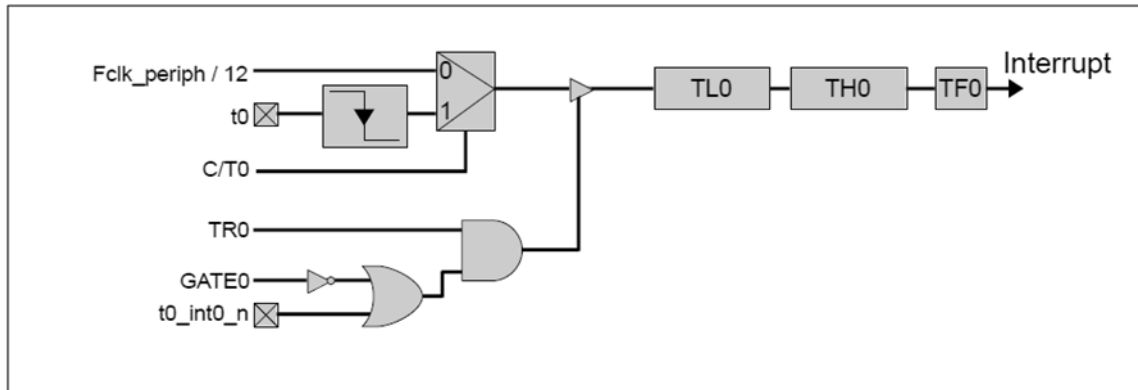 Fclk_periph / 12
0
t0
1
C/T0
TL0
TH0
TF0
Interrupt
TR0
GATE0
t0_int0_n